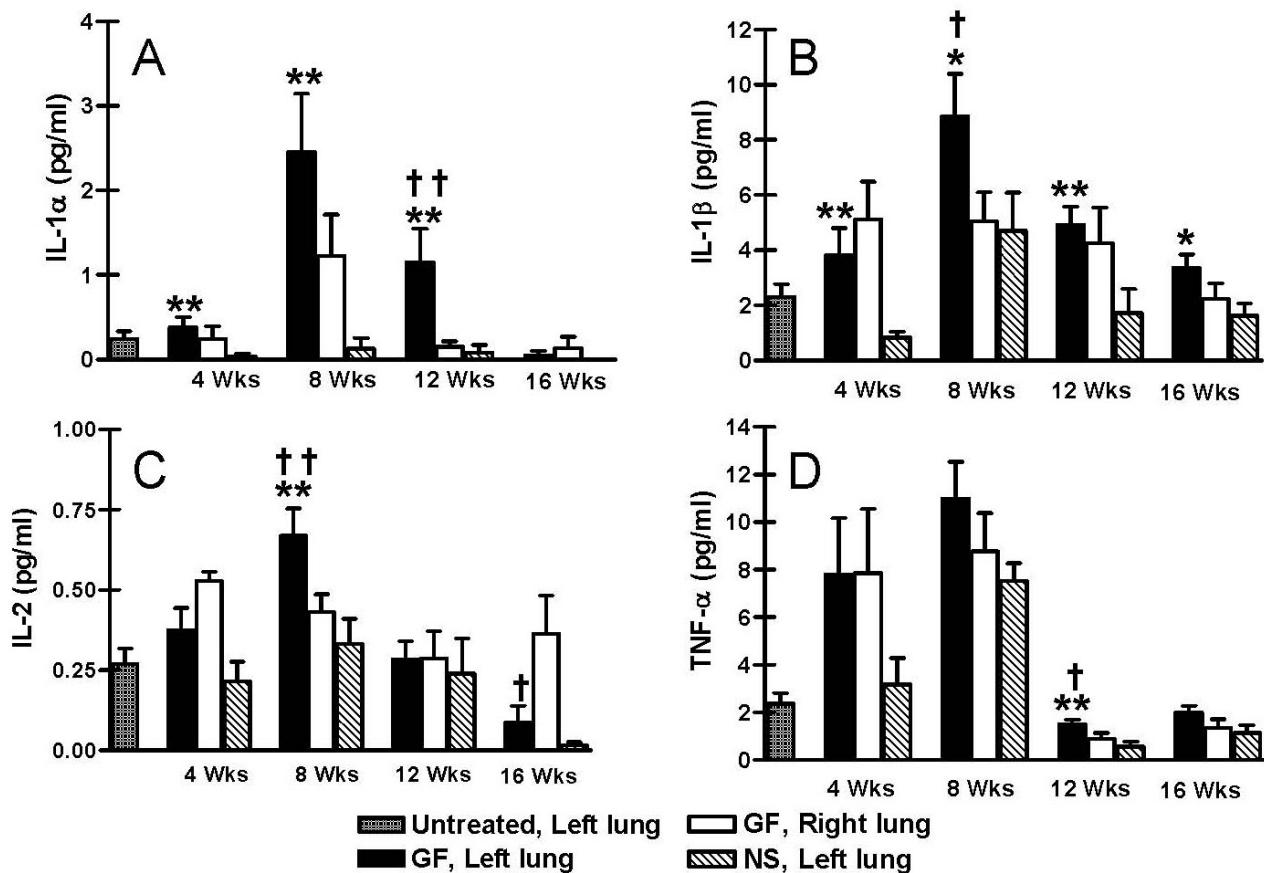 A
IL-1α (pg/ml)
4
3
2
1
0
**
**
† †
**
4 Wks 8 Wks 12 Wks 16 Wks
B
IL-1β (pg/ml)
12
10
8
6
4
2
0
**
†
*
**
*
4 Wks 8 Wks 12 Wks 16 Wks
C
IL-2 (pg/ml)
1.00
0.75
0.50
0.25
0.00
† †
**
†
4 Wks 8 Wks 12 Wks 16 Wks
D
TNF-α (pg/ml)
14
12
10
8
6
4
2
0
†
**
4 Wks 8 Wks 12 Wks 16 Wks
Untreated, Left lung
GF, Left lung
GF, Right lung
NS, Left lung